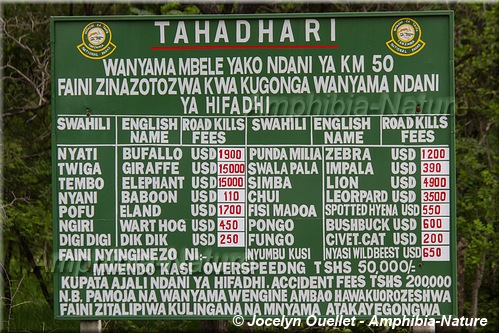 TAHADHARI
WANYAMA MBELE YAKO NDANI YA KM 50
FAINI ZINAZOTOZWA KWA KUGONGA WANYAMA NDANI
YA HIFADHI
SWAHILI ENGLISH NAME ROAD KILLS FEES SWAHILI ENGLISH NAME ROAD KILLS FEES
NYATI BUFALLO USD 1900 PUNDA MILIA ZEBRA USD 1200
TWIGA GIRAFFE USD 15000 SWALA PALA IMPALA USD 390
TEMBO ELEPHANT USD 15000 SIMBA LION USD 4900
NYANI BABOON USD 110 CHUI LEOPARD USD 3500
POFU ELAND USD 1700 FISI MADOA SPOTTED HYENA USD 550
NGIRI WART HOG USD 450 PONGO BUSHBUCK USD 600
DIGI DIGI DIK DIK USD 250 FUNGO CIVET.CAT USD 200
FAINI NYINGINEZO NI:- NYUMBU KUSI NYASI WILDBEEST USD 650
MWENDO KASI OVERSPEEDNG TSHS 50,000/-
KUPATA AJALI NDANI YA HIFADHI. ACCIDENT FEES TSHS 200000
N.B. PAMOJA NA WANYAMA WENGINE AMBAO HAWAKUOROZESHWA
FAINI ZITALIPIWA KULINGANA NA MNYAMA ATAKAYEGONGWA
© Jocelyn Ouellet - Amphibia-Nature